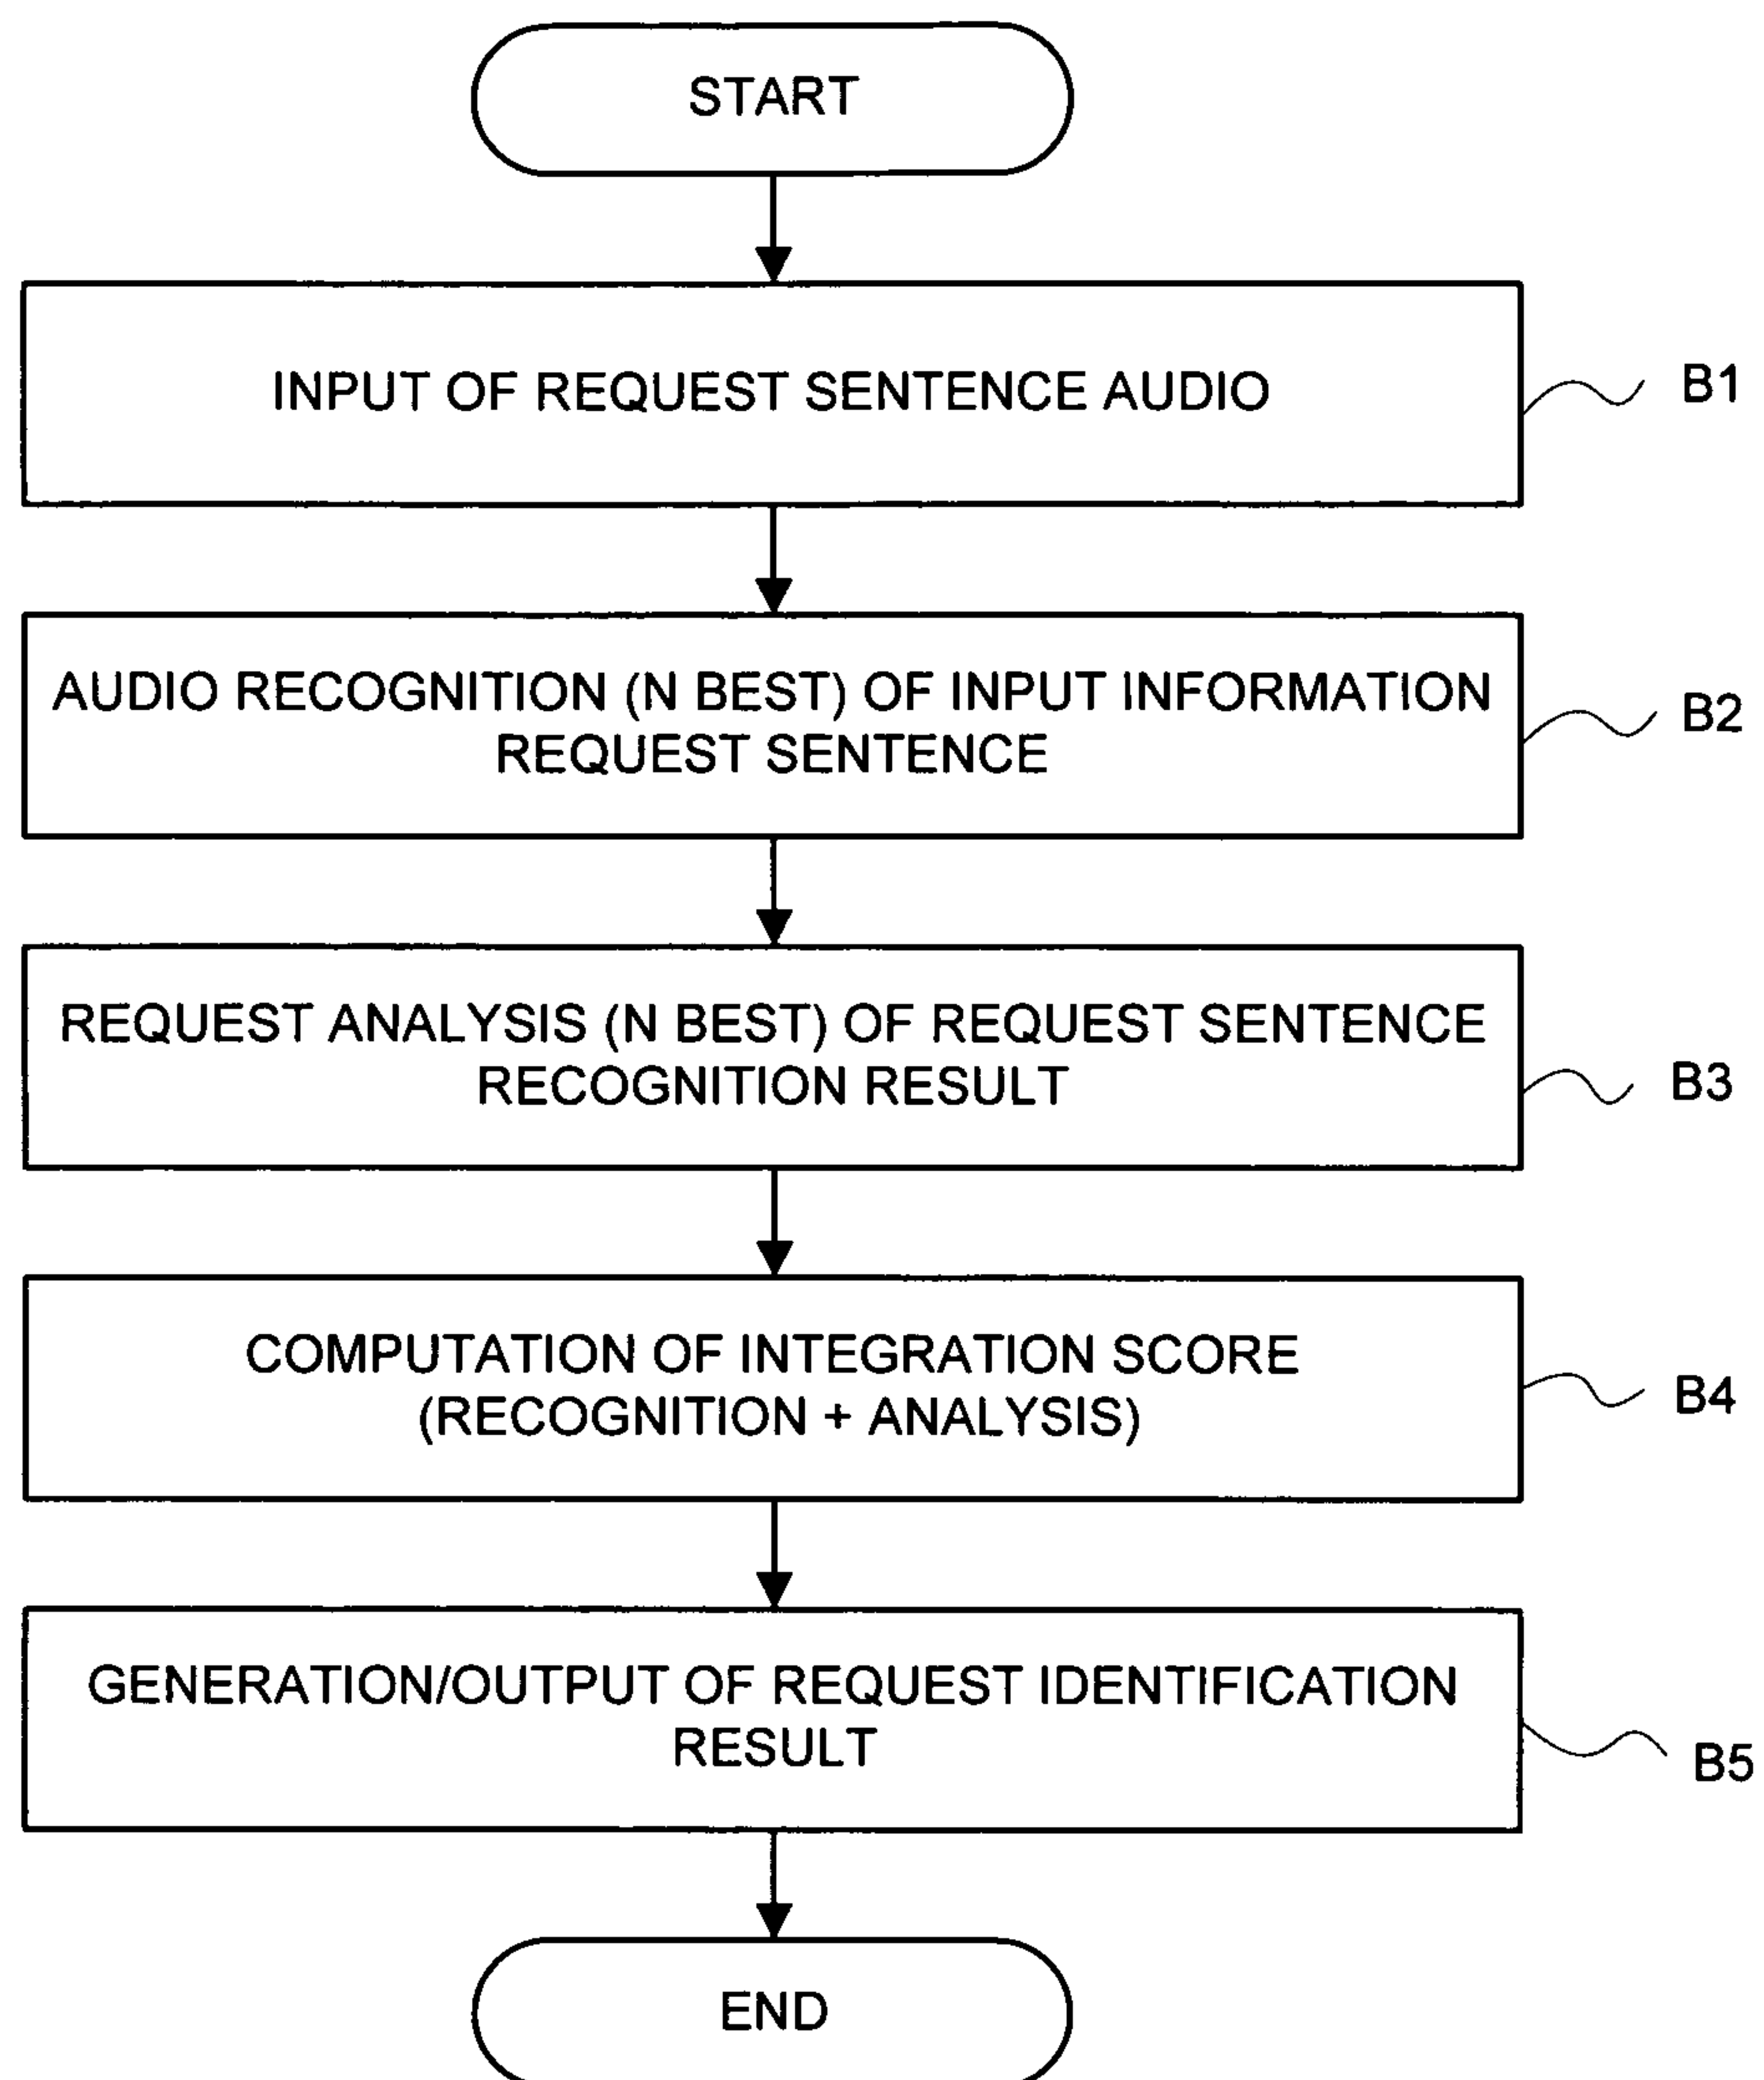 START
INPUT OF REQUEST SENTENCE AUDIO
B1
AUDIO RECOGNITION (N BEST) OF INPUT INFORMATION
REQUEST SENTENCE
B2
REQUEST ANALYSIS (N BEST) OF REQUEST SENTENCE
RECOGNITION RESULT
B3
COMPUTATION OF INTEGRATION SCORE
(RECOGNITION + ANALYSIS)
B4
GENERATION/OUTPUT OF REQUEST IDENTIFICATION
RESULT
B5
END